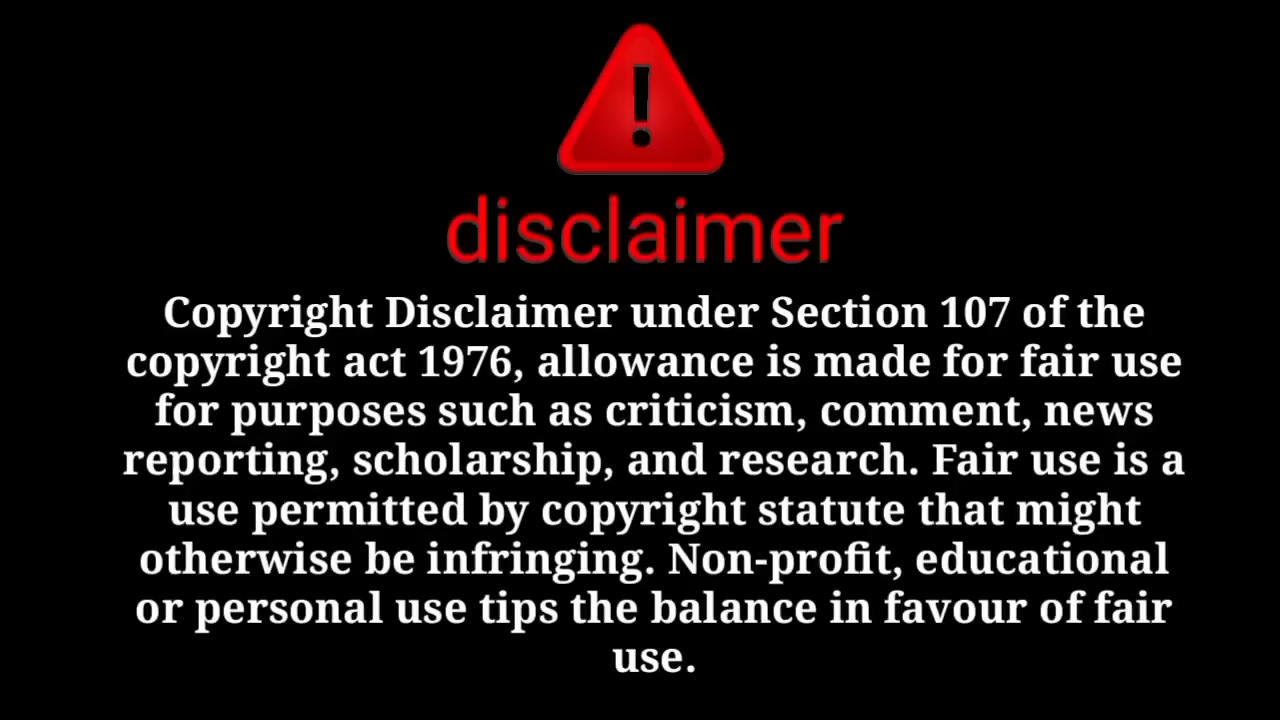 !
disclaimer
Copyright Disclaimer under Section 107 of the
copyright act 1976, allowance is made for fair use
for purposes such as criticism, comment, news
reporting, scholarship, and research. Fair use is a
use permitted by copyright statute that might
otherwise be infringing. Non-profit, educational
or personal use tips the balance in favour of fair
use.